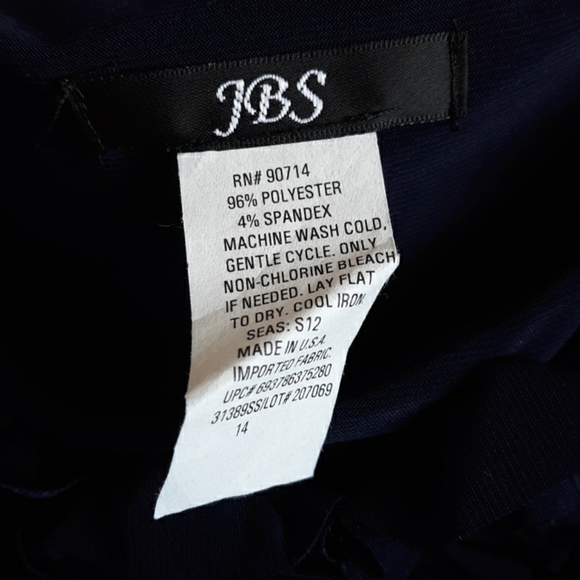 JBS
RN# 90714
96% POLYESTER
4% SPANDEX
MACHINE WASH COLD,
GENTLE CYCLE. ONLY
NON-CHLORINE BLEACH
IF NEEDED. LAY FLAT
TO DRY. COOL IRON
SEAS: S12
MADE IN U.S.A.
IMPORTED FABRIC.
UPC# 693786375280
31389SS/LOT# 207069
14